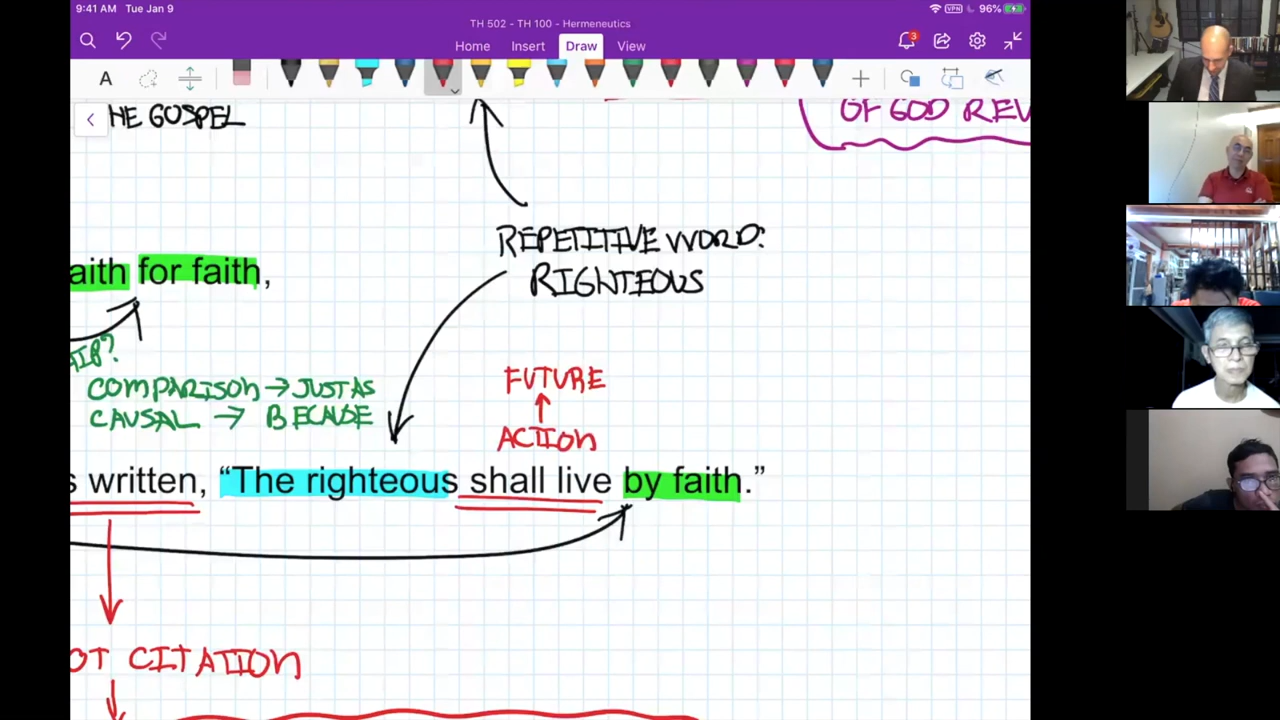 9:41 AM Tue Jan 9
VPN 96%
TH 502 - TH 100 - Hermeneutics
3
Home Insert Draw View
A
HE GOSPEL
OF GOD REV
REPETITIVE WORD:
RIGHTEOUS
aith for faith,
COMPARISON → JUST AS
CAUSAL → BECAUSE
FUTURE
ACTION
s written, “The righteous shall live by faith.”
OT CITATION